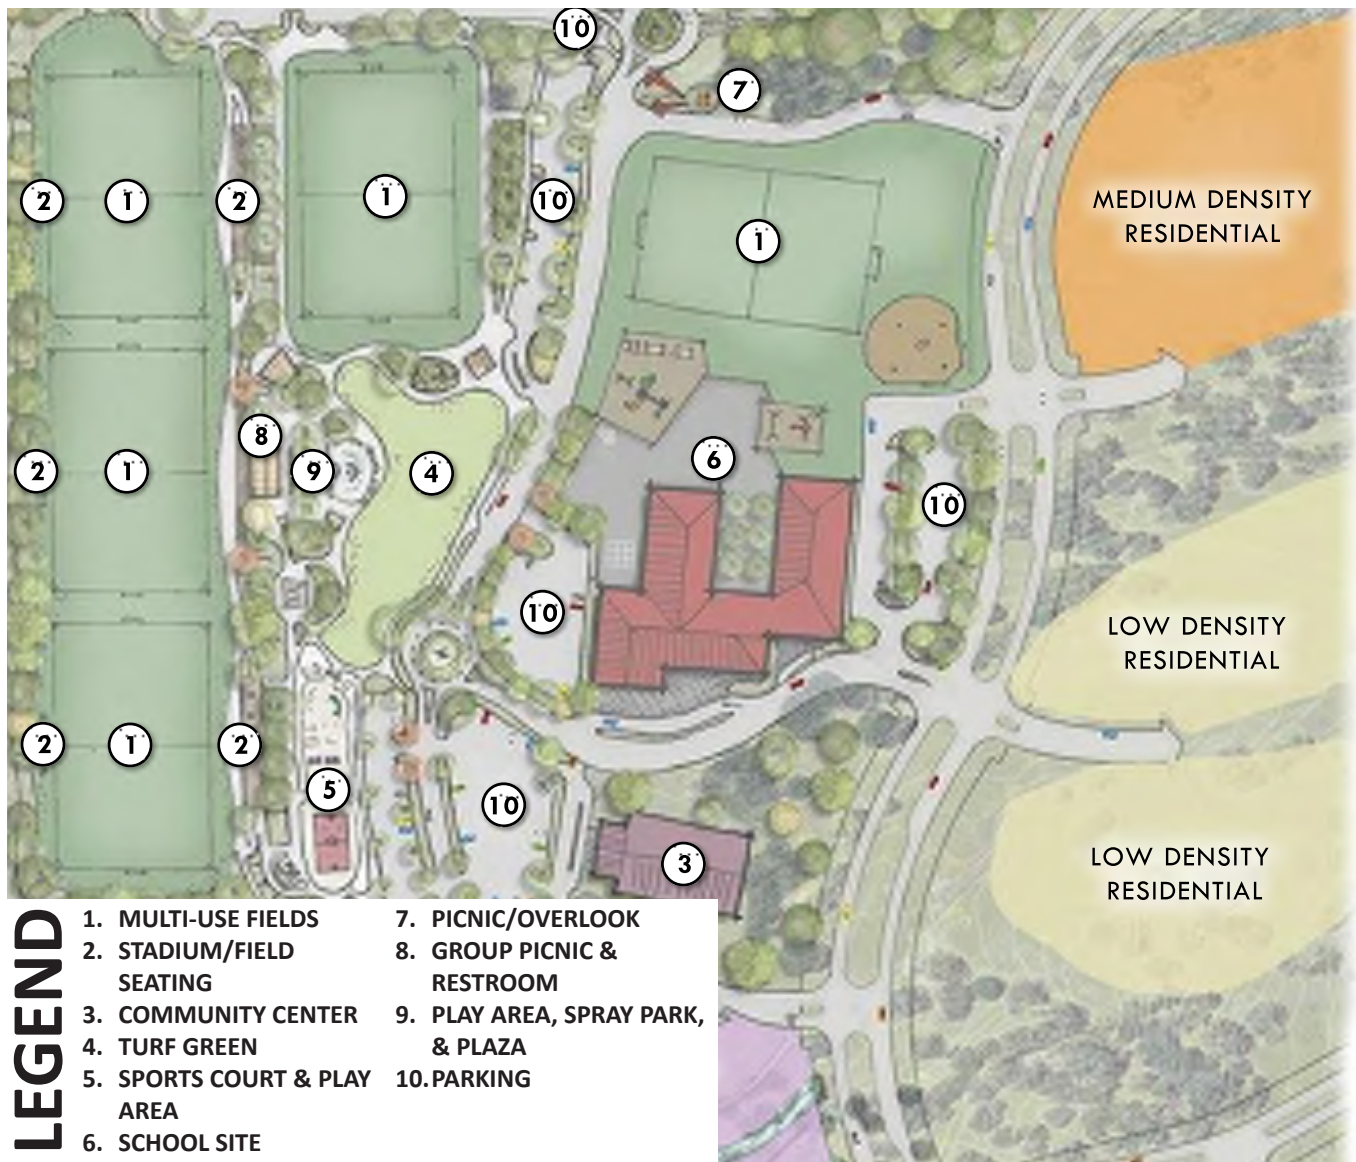 10
7
2
1
2
1
10
1
MEDIUM DENSITY
RESIDENTIAL
8
2
1
9
4
6
10
10
LOW DENSITY
RESIDENTIAL
2
1
2
5
10
3
LOW DENSITY
RESIDENTIAL
LEGEND
1. MULTI-USE FIELDS
2. STADIUM/FIELD
SEATING
3. COMMUNITY CENTER
4. TURF GREEN
5. SPORTS COURT & PLAY
AREA
6. SCHOOL SITE
7. PICNIC/OVERLOOK
8. GROUP PICNIC &
RESTROOM
9. PLAY AREA, SPRAY PARK,
& PLAZA
10. PARKING